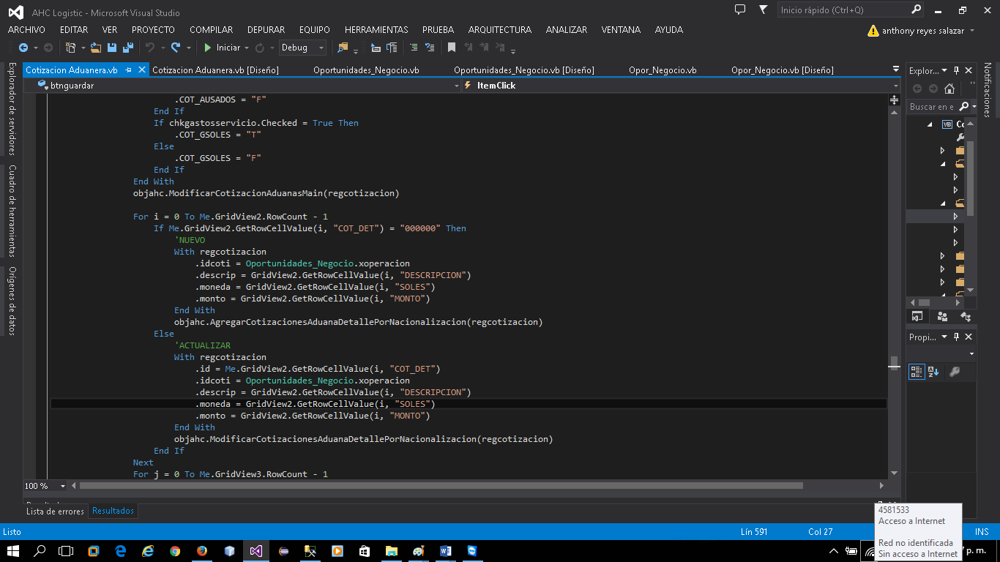 AHC Logistic - Microsoft Visual Studio
Inicio rápido (Ctrl+Q)
ARCHIVO EDITAR VER PROYECTO COMPILAR DEPURAR EQUIPO HERRAMIENTAS PRUEBA ARQUITECTURA ANALIZAR VENTANA AYUDA
anthony reyes salazar
Iniciar Debug
Cotizacion Aduanera.vb Cotizacion Aduanera.vb [Diseño] Oportunidades_Negocio.vb Oportunidades_Negocio.vb [Diseño] Opor_Negocio.vb Opor_Negocio.vb [Diseño]
btnguardar ItemClick
Explorador de servidores
Cuadro de herramientas
Orígenes de datos
.COT_AUSADOS = "F"
End If
If chkgastosservicio.Checked = True Then
.COT_GSOLES = "T"
Else
.COT_GSOLES = "F"
End If
End With
objahc.ModificarCotizacionAduanasMain(regcotizacion)
For i = 0 To Me.GridView2.RowCount - 1
If Me.GridView2.GetRowCellValue(i, "COT_DET") = "000000" Then
'NUEVO
With regcotizacion
.idcoti = Oportunidades_Negocio.xoperacion
.descrip = GridView2.GetRowCellValue(i, "DESCRIPCION")
.moneda = GridView2.GetRowCellValue(i, "SOLES")
.monto = GridView2.GetRowCellValue(i, "MONTO")
End With
objahc.AgregarCotizacionesAduanaDetallePorNacionalizacion(regcotizacion)
Else
'ACTUALIZAR
With regcotizacion
.id = Me.GridView2.GetRowCellValue(i, "COT_DET")
.idcoti = Oportunidades_Negocio.xoperacion
.descrip = GridView2.GetRowCellValue(i, "DESCRIPCION")
.moneda = GridView2.GetRowCellValue(i, "SOLES")
.monto = GridView2.GetRowCellValue(i, "MONTO")
End With
objahc.ModificarCotizacionesAduanaDetallePorNacionalizacion(regcotizacion)
End If
Next
For j = 0 To Me.GridView3.RowCount - 1
100 %
Explor...
Buscar en e
VB Co
Propi...
Notificaciones
Lista de errores Resultados
4581533
Acceso a Internet
Red no identificada
Sin acceso a Internet
Listo Lín 591 Col 27 INS
7 p. m.